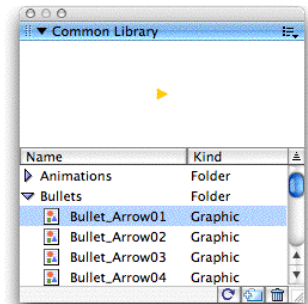 Common Library
Name Kind
Animations Folder
Bullets Folder
Bullet_Arrow01 Graphic
Bullet_Arrow02 Graphic
Bullet_Arrow03 Graphic
Bullet_Arrow04 Graphic